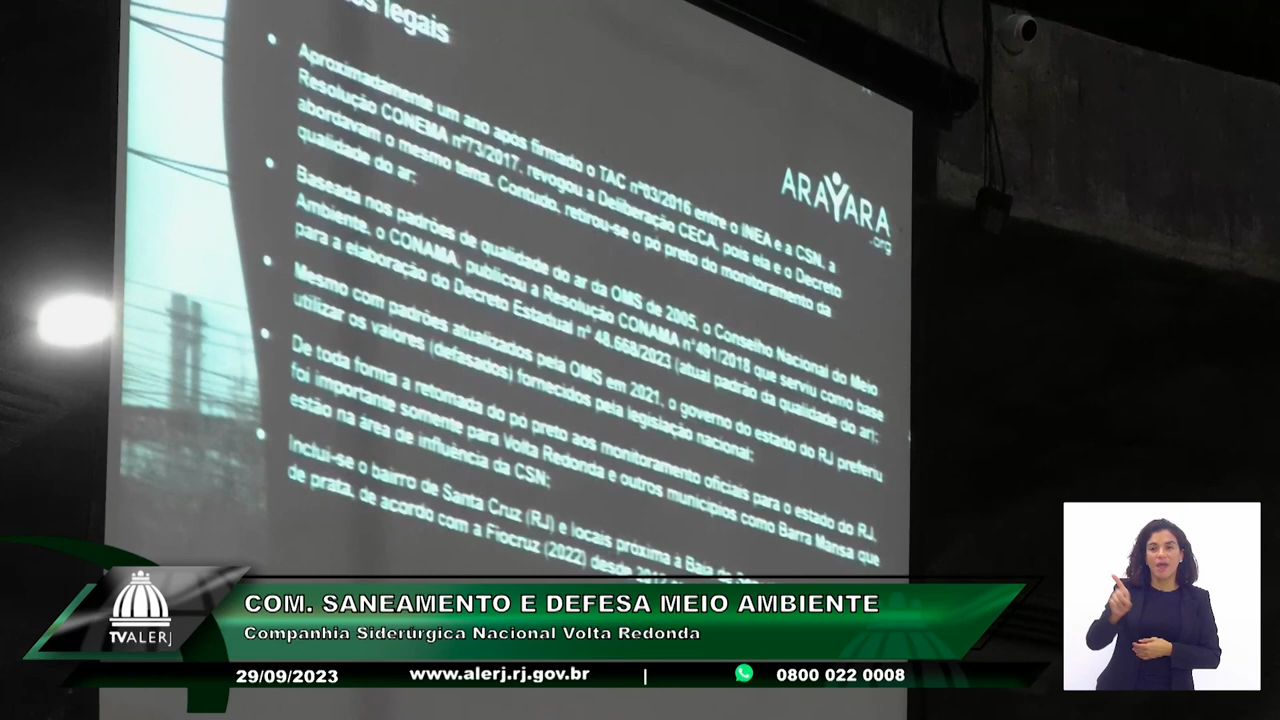 os legais
• Aproximadamente um ano após firmado o TAC nº03/2016 entre o INEA e a CSN, a
Resolução CONEMA nº73/2017, revogou a Deliberação CECA, pois ela e o Decreto
abordavam o mesmo tema. Contudo, retirou-se o pó preto do monitoramento da
qualidade do ar;
• Baseada nos padrões de qualidade do ar da OMS de 2005, o Conselho Nacional do Meio
Ambiente, o CONAMA, publicou a Resolução CONAMA n°491/2018 que serviu como base
para a elaboração do Decreto Estadual nº 48.668/2023 (atual padrão da qualidade do ar);
• Mesmo com padrões atualizados pela OMS em 2021, o governo do estado do RJ preferiu
utilizar os valores (defasados) fornecidos pela legislação nacional;
• De toda forma a retomada do pó preto aos monitoramento oficiais para o estado do RJ,
foi importante somente para Volta Redonda e outros municípios como Barra Mansa que
estão na área de influência da CSN;
• Inclui-se o bairro de Santa Cruz (RJ) e locais próxima a Baia de
de prata, de acordo com a Fiocruz (2022) desde
ARAYARA
.org
TVALERJ
COM. SANEAMENTO E DEFESA MEIO AMBIENTE
Companhia Siderúrgica Nacional Volta Redonda
29/09/2023 www.alerj.rj.gov.br | 0800 022 0008